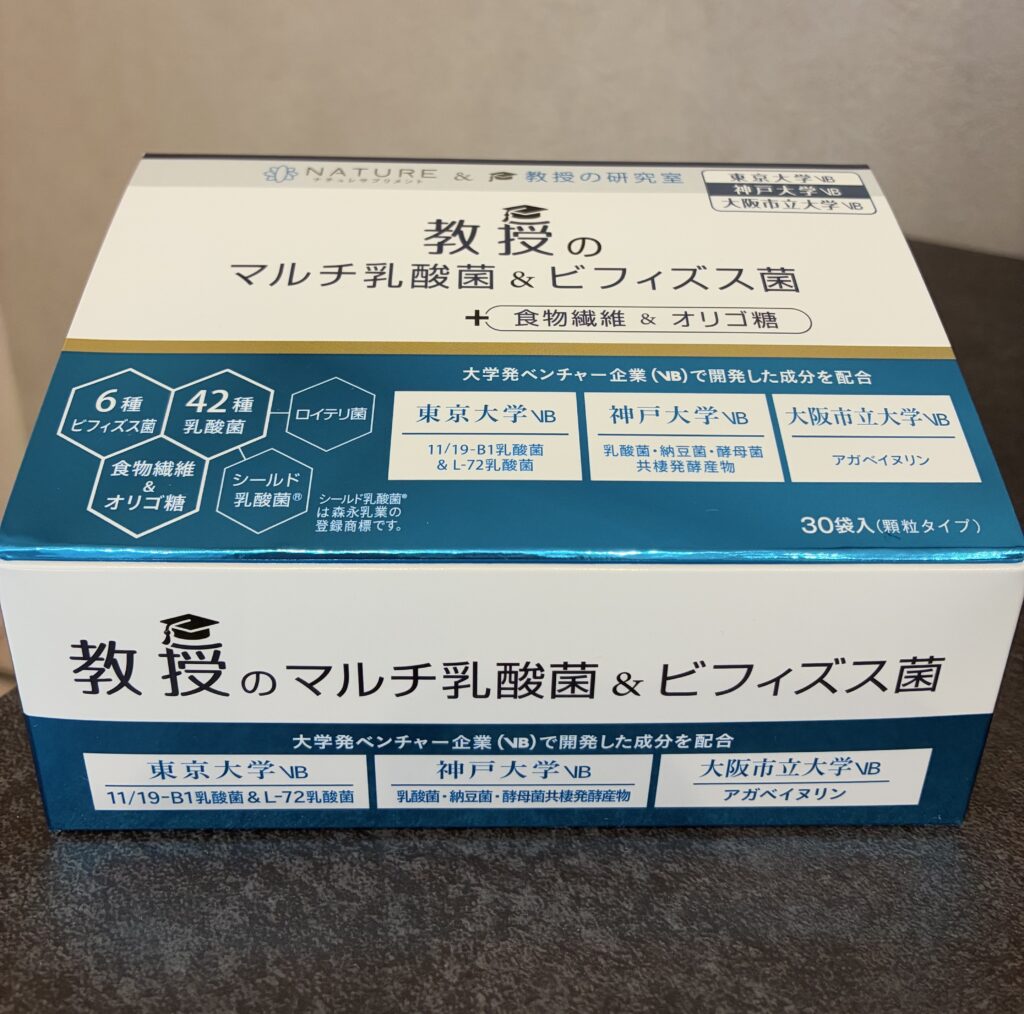 NATURE & 教授の研究室
ナチュレサプリメント
東京大学VB
神戸大学VB
大阪市立大学VB
教授の
マルチ乳酸菌 & ビフィズス菌
+食物繊維 & オリゴ糖
大学発ベンチャー企業(VB)で開発した成分を配合
6種
ビフィズス菌
42種
乳酸菌
ロイテリ菌
食物繊維
&
オリゴ糖
シールド
乳酸菌®
シールド乳酸菌®
は森永乳業の
登録商標です。
東京大学VB
11/19-B1乳酸菌
& L-72乳酸菌
神戸大学VB
乳酸菌・納豆菌・酵母菌
共棲発酵産物
大阪市立大学VB
アガベイヌリン
30袋入(顆粒タイプ)
教授のマルチ乳酸菌 & ビフィズス菌
大学発ベンチャー企業(VB)で開発した成分を配合
東京大学VB
11/19-B1乳酸菌 & L-72乳酸菌
神戸大学VB
乳酸菌・納豆菌・酵母菌共棲発酵産物
大阪市立大学VB
アガベイヌリン